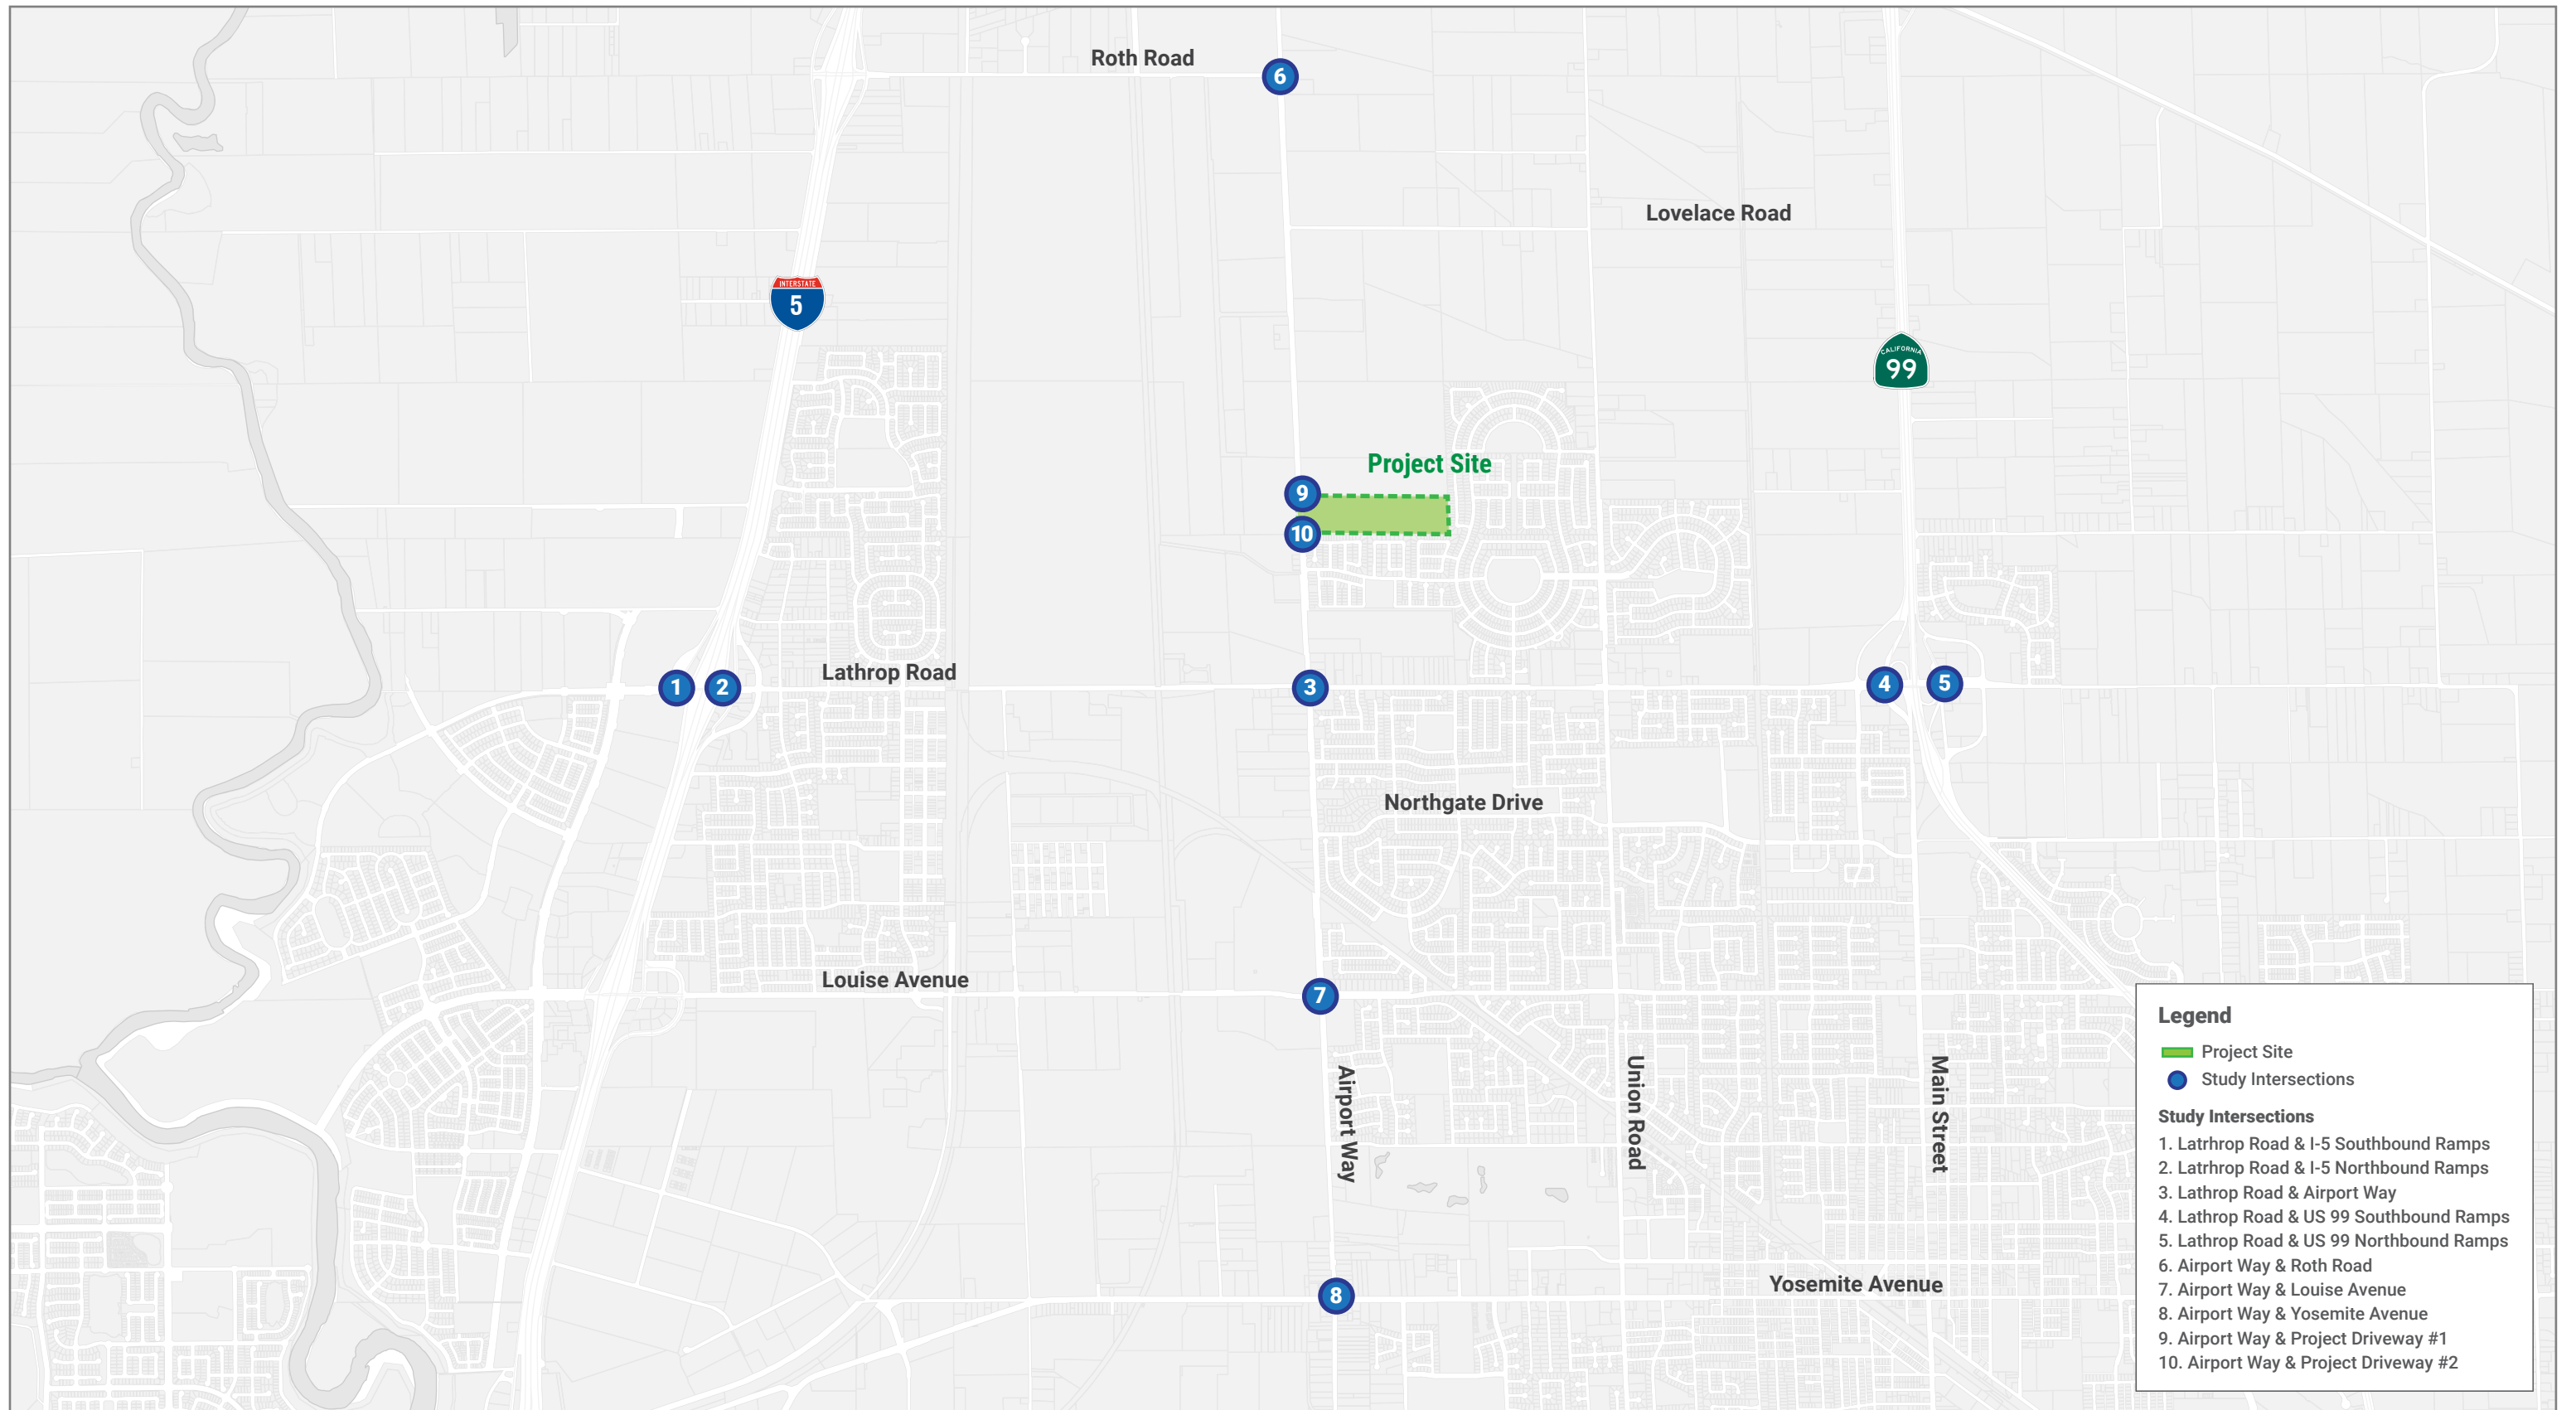 Roth Road
6
Lovelace Road
INTERSTATE
5
CALIFORNIA
99
Project Site
9
10
Lathrop Road
1
2
3
4
5
Northgate Drive
Louise Avenue
7
Airport Way
Union Road
Main Street
Yosemite Avenue
8
Legend
Project Site
Study Intersections
Study Intersections
1. Latrhrop Road & I-5 Southbound Ramps
2. Latrhrop Road & I-5 Northbound Ramps
3. Lathrop Road & Airport Way
4. Lathrop Road & US 99 Southbound Ramps
5. Lathrop Road & US 99 Northbound Ramps
6. Airport Way & Roth Road
7. Airport Way & Louise Avenue
8. Airport Way & Yosemite Avenue
9. Airport Way & Project Driveway #1
10. Airport Way & Project Driveway #2